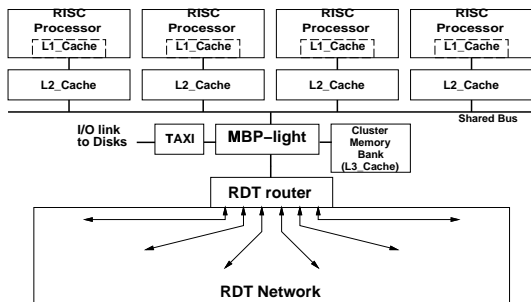 RISC
Processor
L1_Cache
RISC
Processor
L1_Cache
RISC
Processor
L1_Cache
RISC
Processor
L1_Cache
L2_Cache
L2_Cache
L2_Cache
L2_Cache
Shared Bus
I/O link
to Disks
TAXI
MBP–light
Cluster
Memory
Bank
(L3_Cache)
RDT router
RDT Network